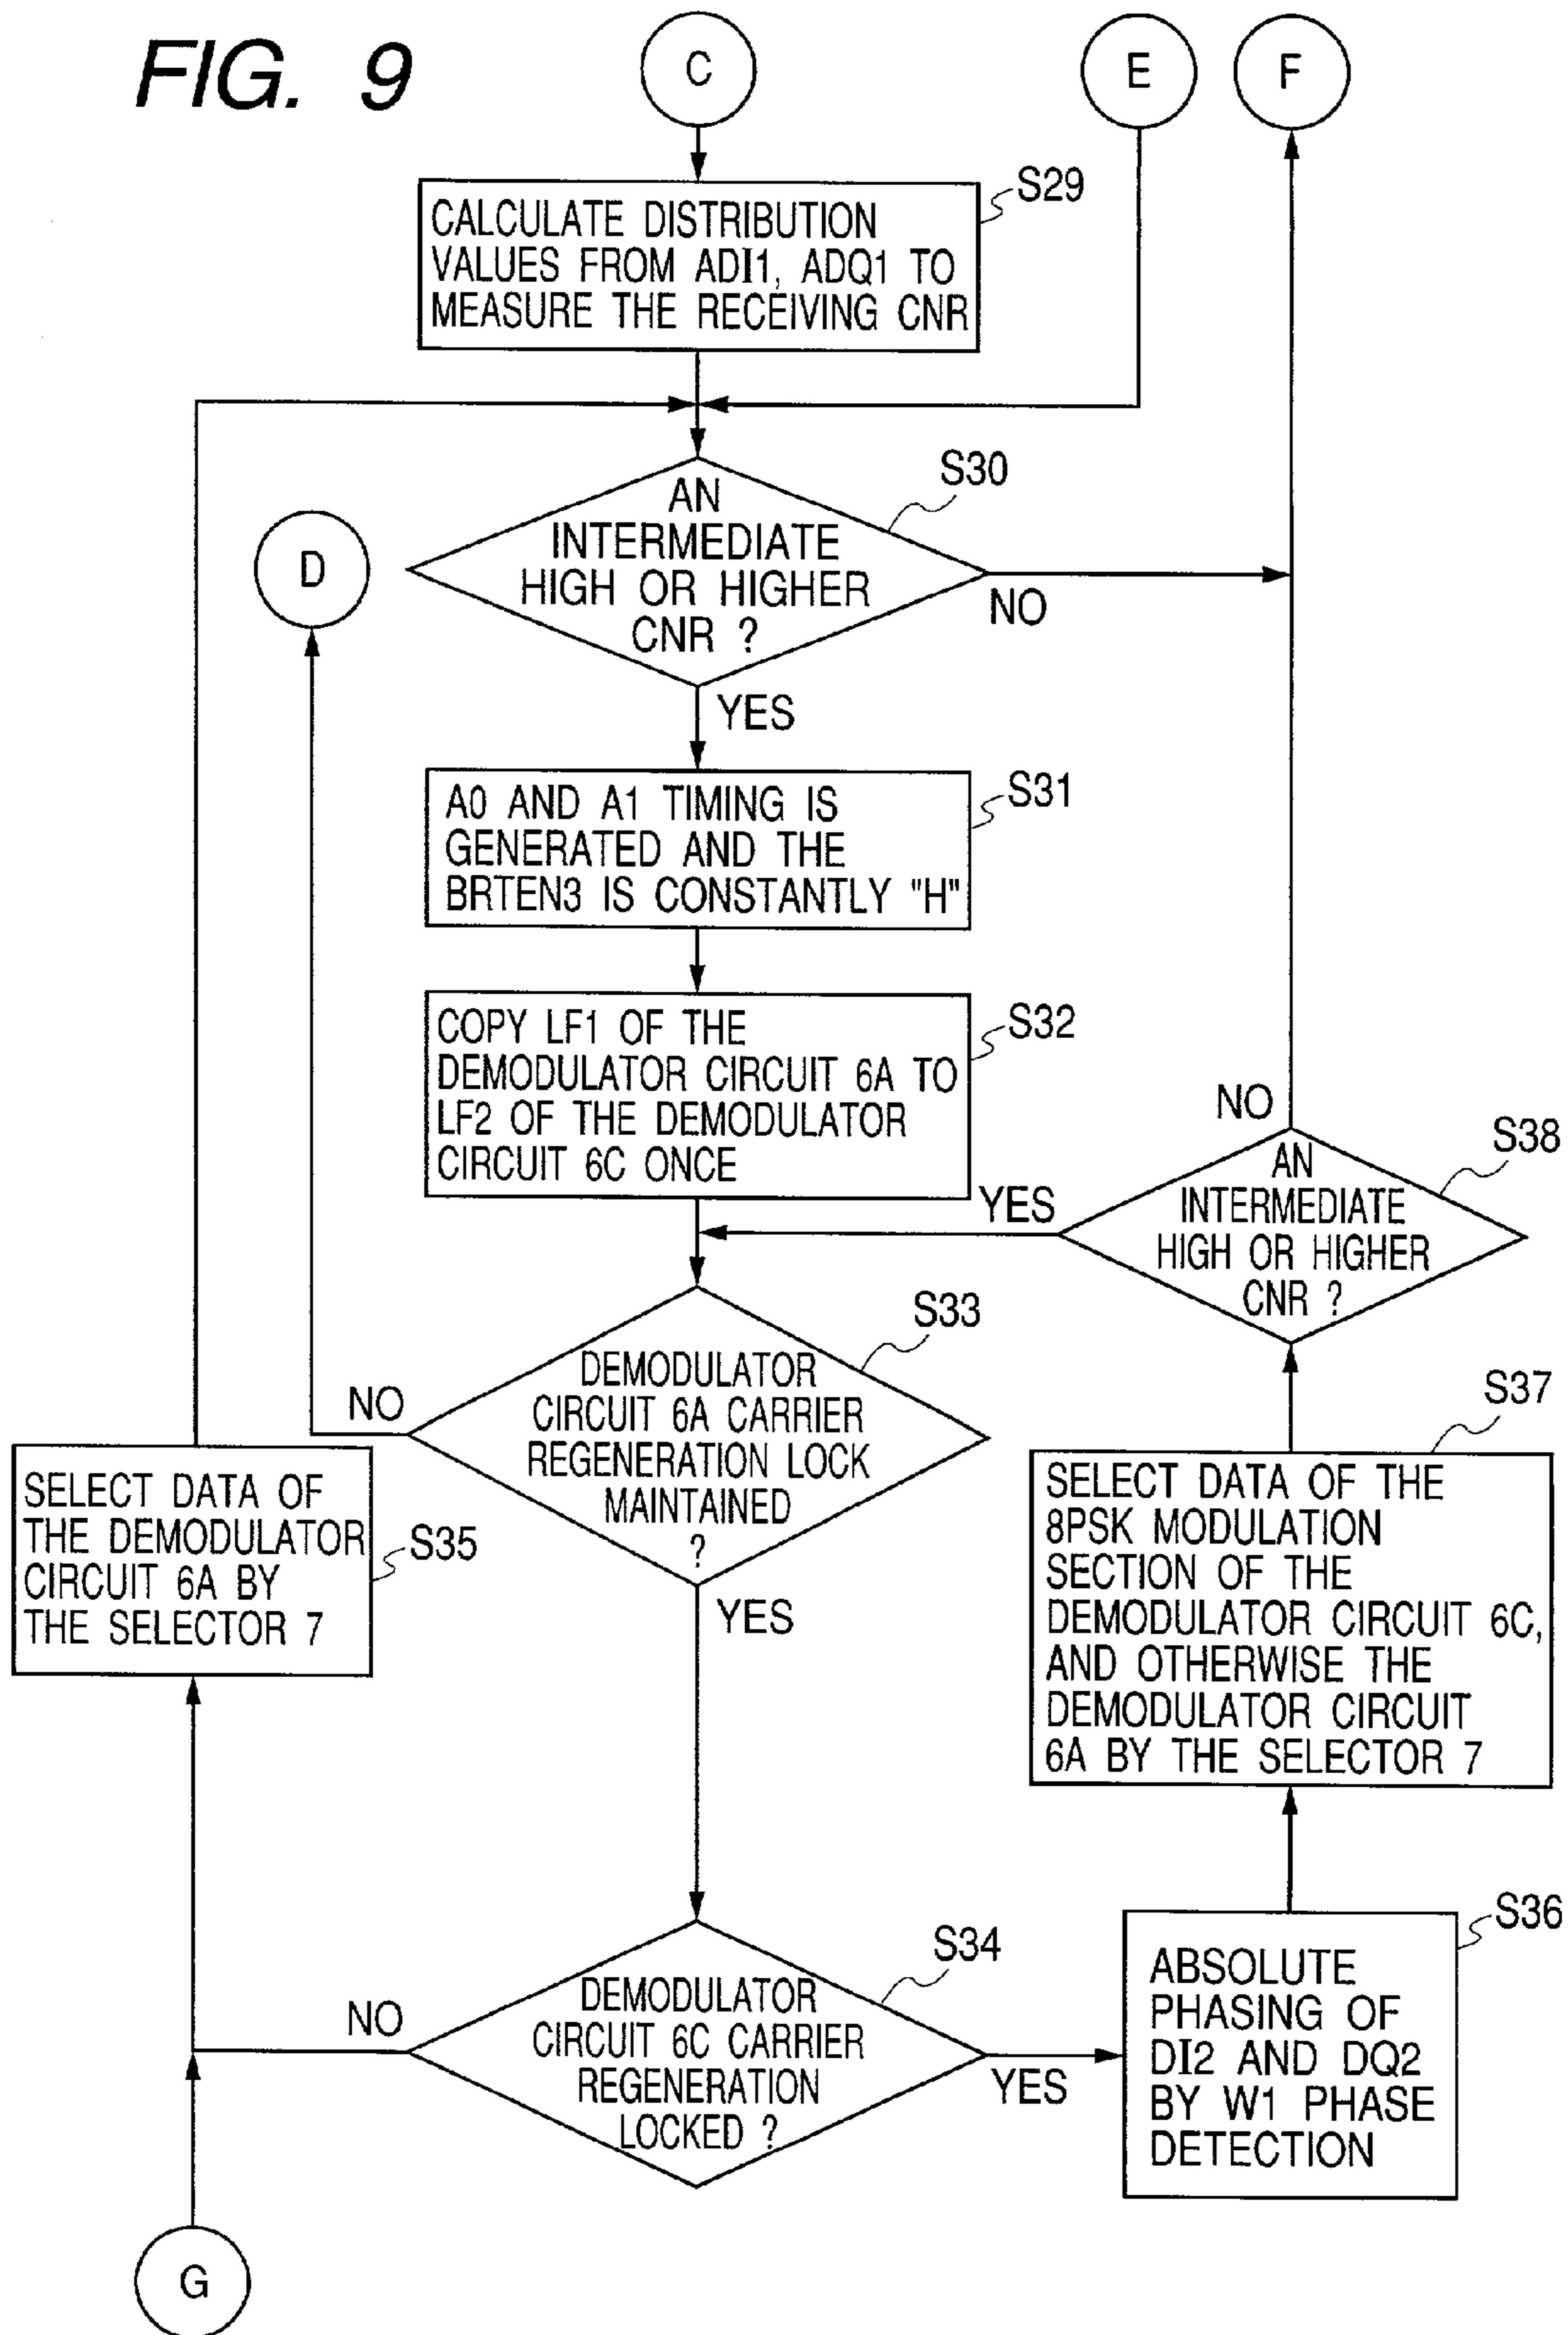 FIG. 9
C
E
F
S29
CALCULATE DISTRIBUTION
VALUES FROM ADI1, ADQ1 TO
MEASURE THE RECEIVING CNR
S30
AN
INTERMEDIATE
HIGH OR HIGHER
CNR ?
NO
YES
D
S31
A0 AND A1 TIMING IS
GENERATED AND THE
BRTEN3 IS CONSTANTLY "H"
S32
COPY LF1 OF THE
DEMODULATOR CIRCUIT 6A TO
LF2 OF THE DEMODULATOR
CIRCUIT 6C ONCE
NO
S38
AN
INTERMEDIATE
HIGH OR HIGHER
CNR ?
YES
S33
DEMODULATOR
CIRCUIT 6A CARRIER
REGENERATION LOCK
MAINTAINED
?
NO
YES
S37
SELECT DATA OF THE
8PSK MODULATION
SECTION OF THE
DEMODULATOR CIRCUIT 6C,
AND OTHERWISE THE
DEMODULATOR CIRCUIT
6A BY THE SELECTOR 7
SELECT DATA OF
THE DEMODULATOR
CIRCUIT 6A BY
THE SELECTOR 7
S35
S34
DEMODULATOR
CIRCUIT 6C CARRIER
REGENERATION
LOCKED ?
NO
YES
S36
ABSOLUTE
PHASING OF
DI2 AND DQ2
BY W1 PHASE
DETECTION
G